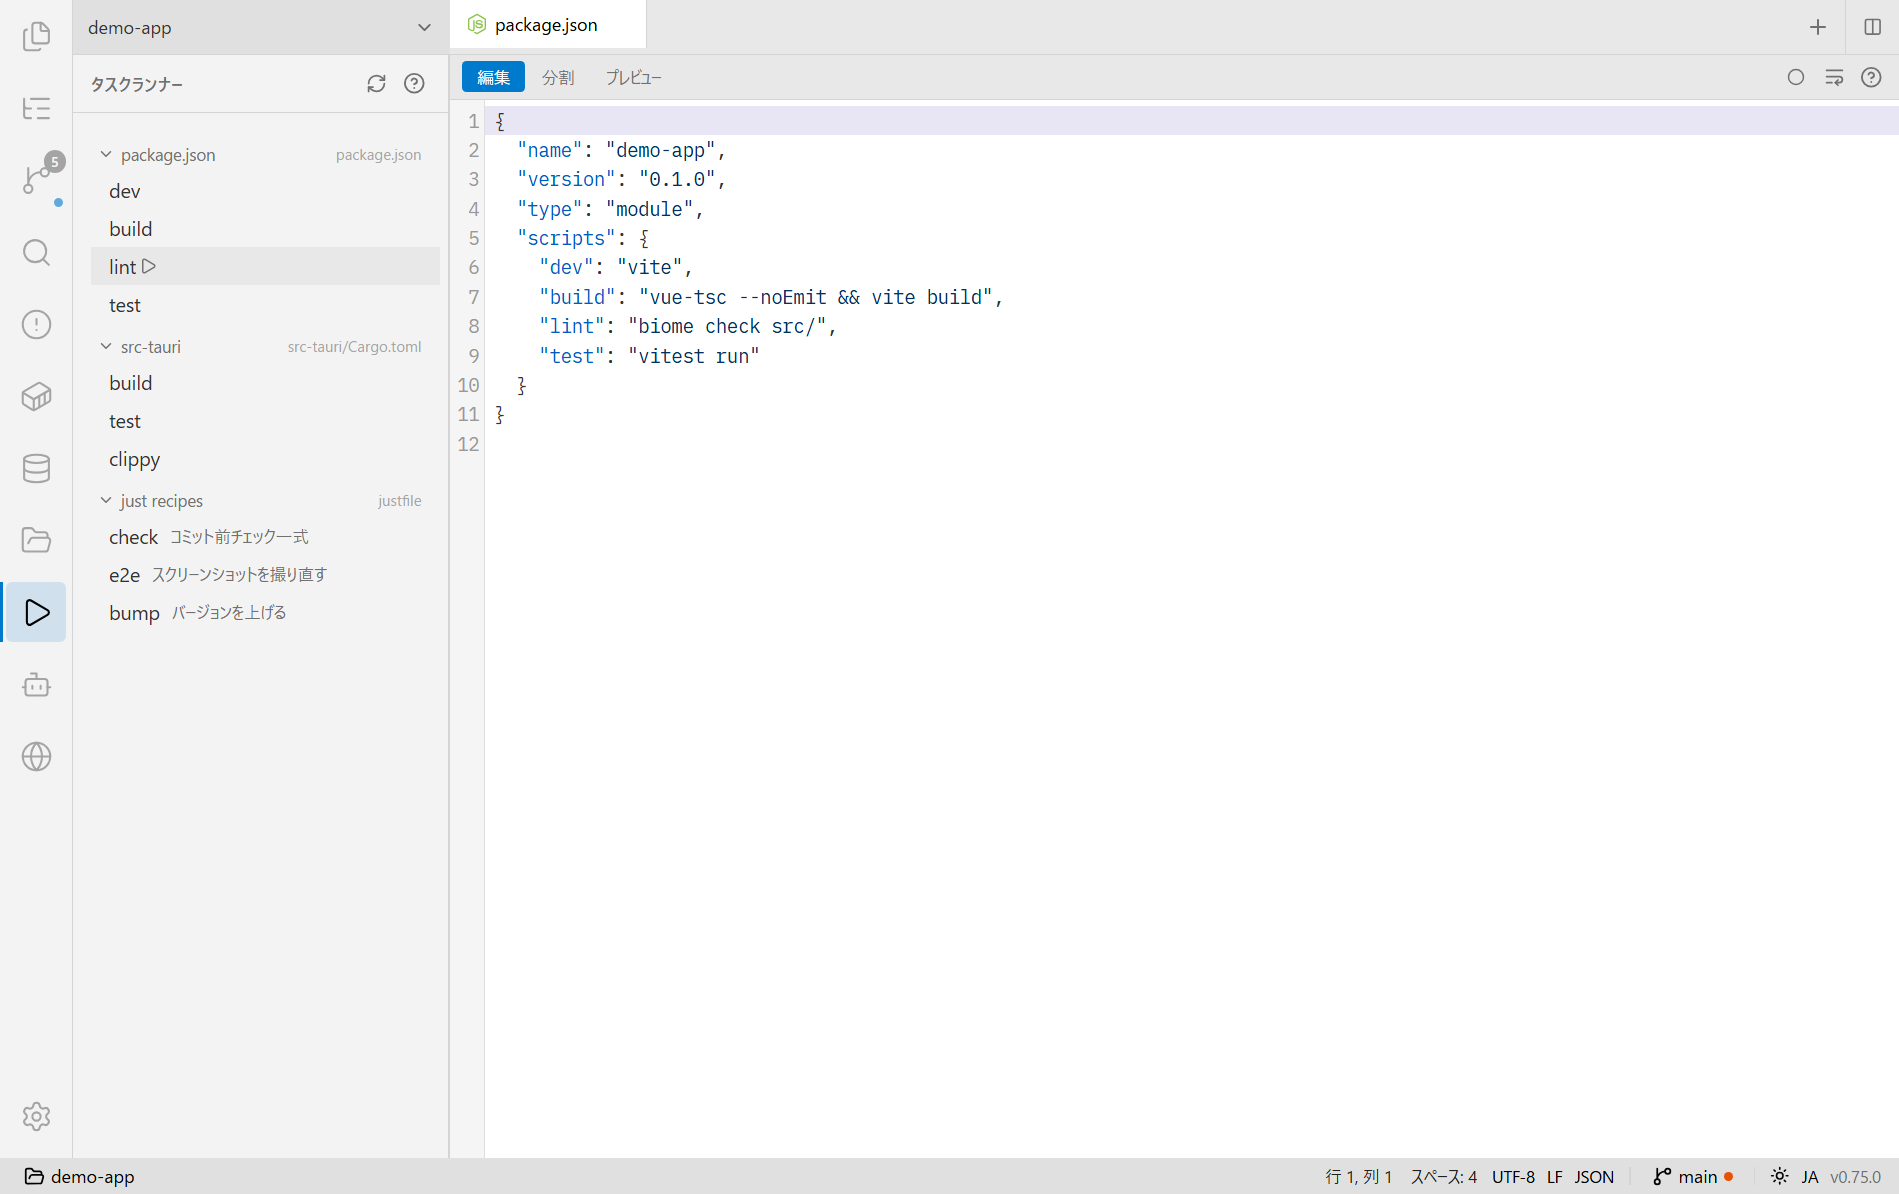 demo-app
package.json
タスクランナー
編集 分割 プレビュー
5
package.json package.json
dev
build
lint
test
src-tauri src-tauri/Cargo.toml
build
test
clippy
just recipes justfile
check コミット前チェック一式
e2e スクリーンショットを撮り直す
bump バージョンを上げる
1 {
2 "name": "demo-app",
3 "version": "0.1.0",
4 "type": "module",
5 "scripts": {
6 "dev": "vite",
7 "build": "vue-tsc --noEmit && vite build",
8 "lint": "biome check src/",
9 "test": "vitest run"
10 }
11 }
12
demo-app
行 1, 列 1 スペース: 4 UTF-8 LF JSON main JA v0.75.0